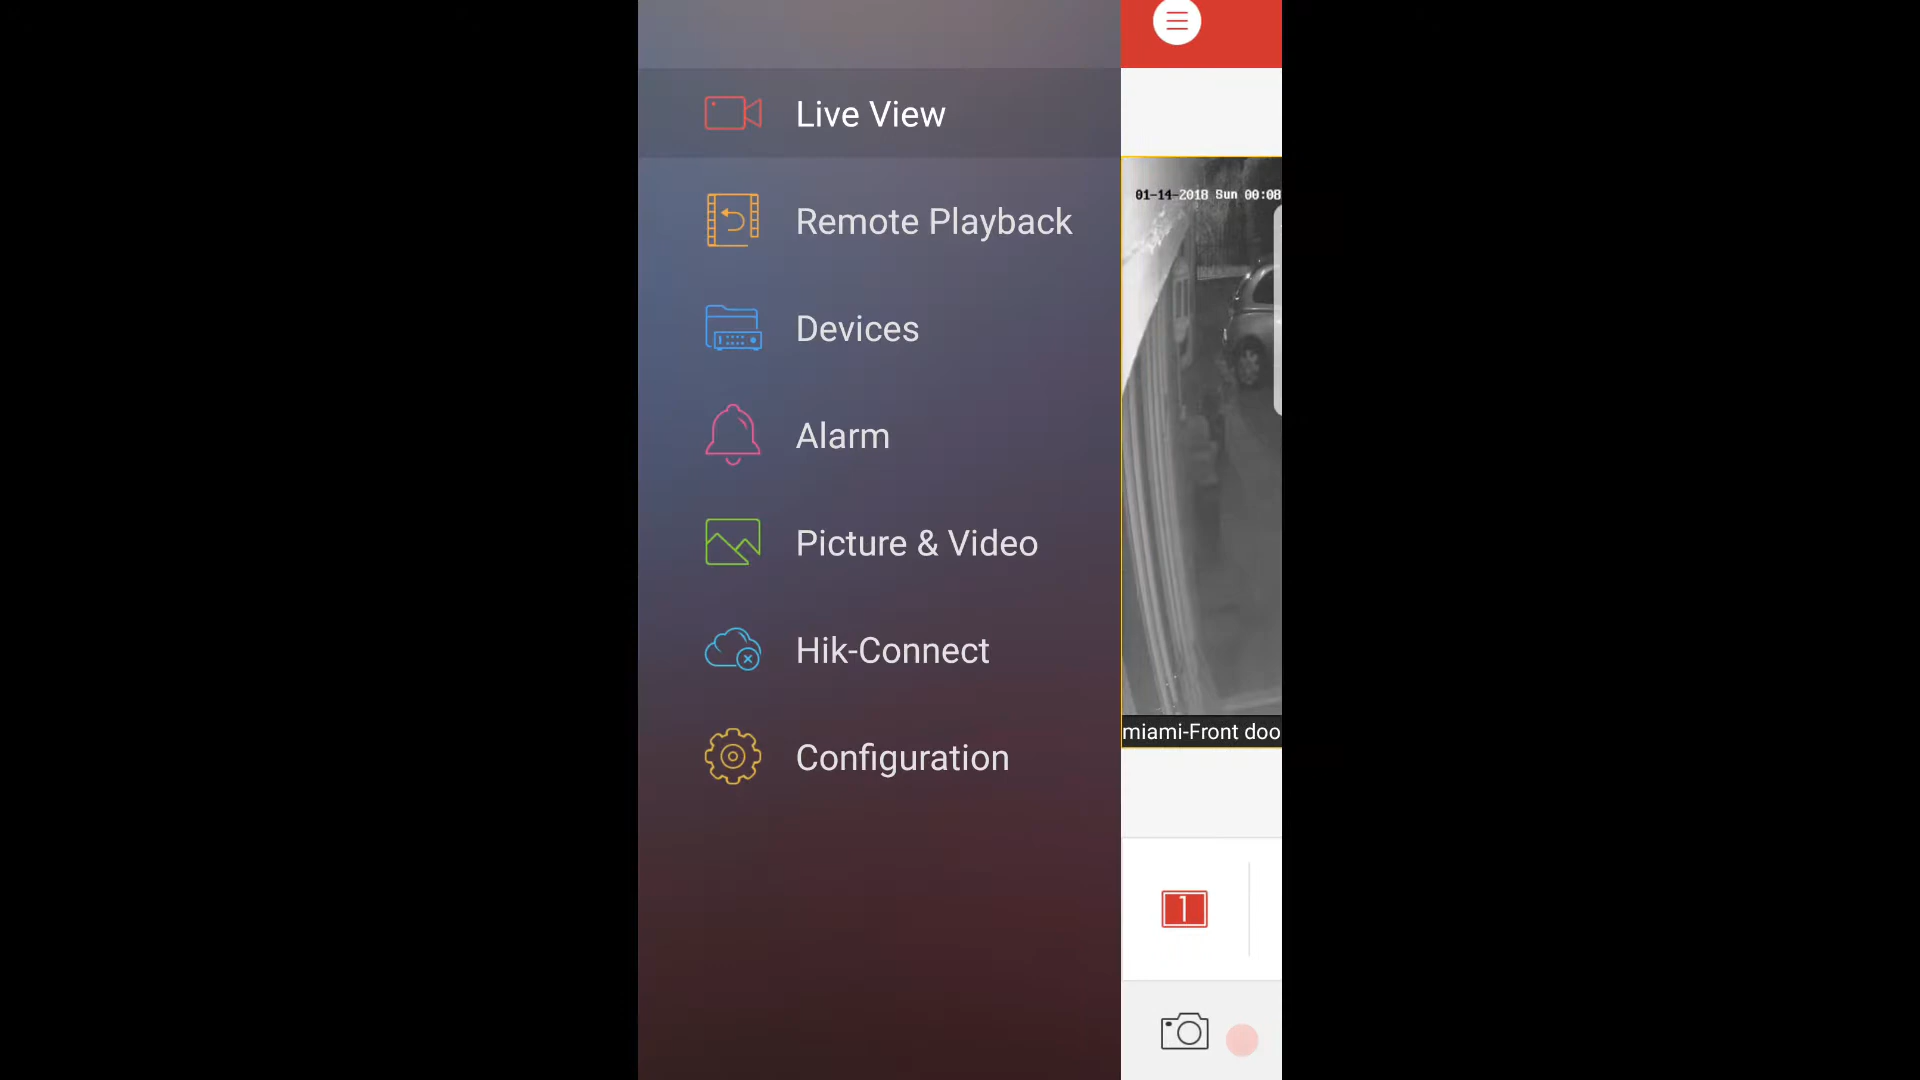 Live View
Remote Playback
Devices
Alarm
Picture & Video
Hik-Connect
Configuration
01-14-2018 Sun 00:08
miami-Front doo
1